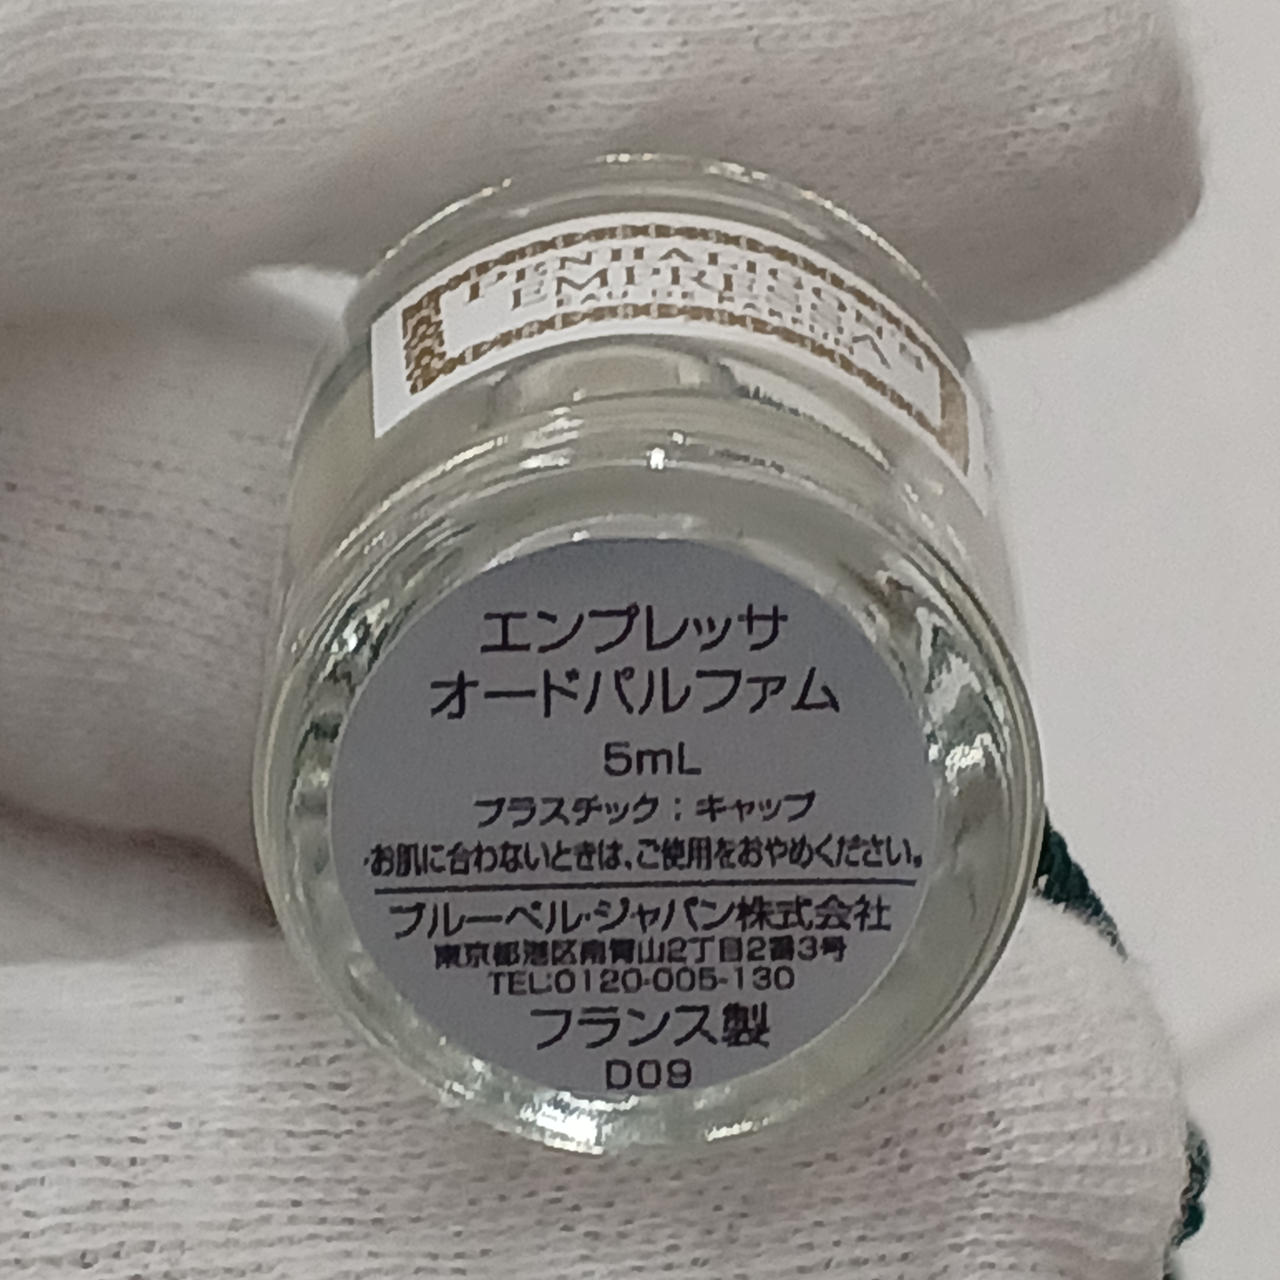 PENHALIGON'S
EMPRESSA
EAU DE PARFUM
エンプレッサ
オードパルファム
5mL
プラスチック：キャップ
・お肌に合わないときは、ご使用をおやめください。
ブルーベル・ジャパン株式会社
東京都港区南青山2丁目2番3号
TEL:0120-005-130
フランス製
D09